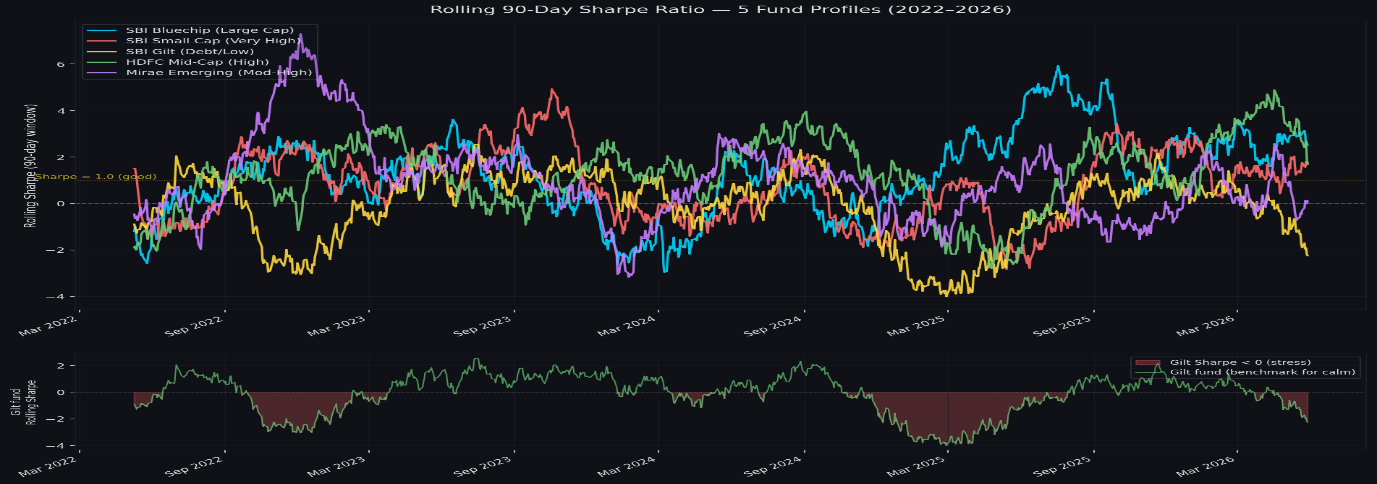 Rolling 90-Day Sharpe Ratio — 5 Fund Profiles (2022–2026)
SBI Bluechip (Large Cap)
SBI Small Cap (Very High)
SBI Gilt (Debt/Low)
HDFC Mid-Cap (High)
Mirae Emerging (Mod-High)
Rolling Sharpe (90-day window)
6
4
2
0
−2
−4
Sharpe = 1.0 (good)
Mar 2022
Sep 2022
Mar 2023
Sep 2023
Mar 2024
Sep 2024
Mar 2025
Sep 2025
Mar 2026
Gilt fund
Rolling Sharpe
2
0
−2
−4
Gilt Sharpe < 0 (stress)
Gilt fund (benchmark for calm)
Mar 2022
Sep 2022
Mar 2023
Sep 2023
Mar 2024
Sep 2024
Mar 2025
Sep 2025
Mar 2026